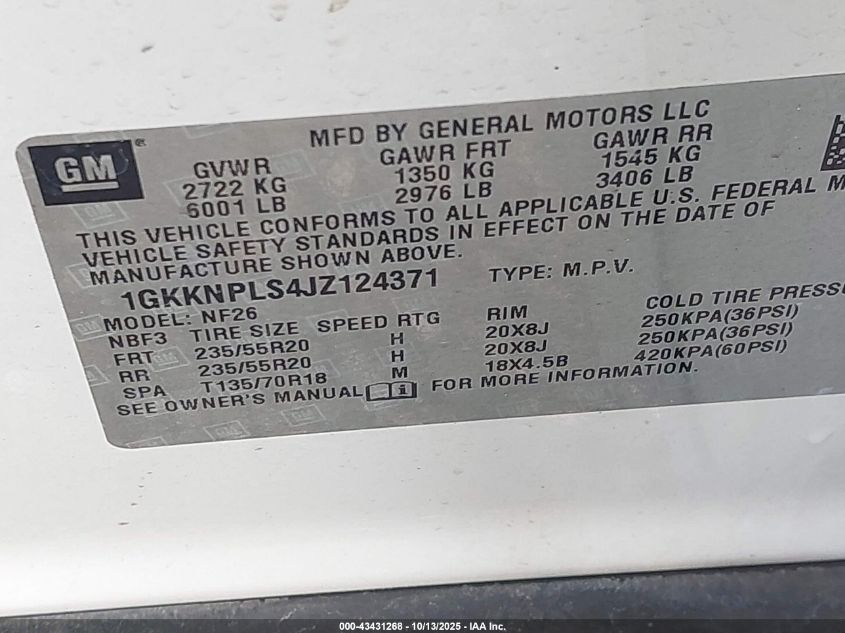 GM ®
MFD BY GENERAL MOTORS LLC
GVWR GAWR FRT GAWR RR
2722 KG 1350 KG 1545 KG
6001 LB 2976 LB 3406 LB
THIS VEHICLE CONFORMS TO ALL APPLICABLE U.S. FEDERAL M
VEHICLE SAFETY STANDARDS IN EFFECT ON THE DATE OF
MANUFACTURE SHOWN ABOVE.
1GKKNPLS4JZ124371 TYPE: M.P.V.
MODEL: NF26
NBF3 TIRE SIZE SPEED RTG RIM COLD TIRE PRESSU
FRT 235/55R20 H 20X8J 250KPA(36PSI)
RR 235/55R20 H 20X8J 250KPA(36PSI)
SPA T135/70R18 M 18X4.5B 420KPA(60PSI)
SEE OWNER'S MANUAL FOR MORE INFORMATION.
000-43431268 - 10/13/2025 - IAA Inc.